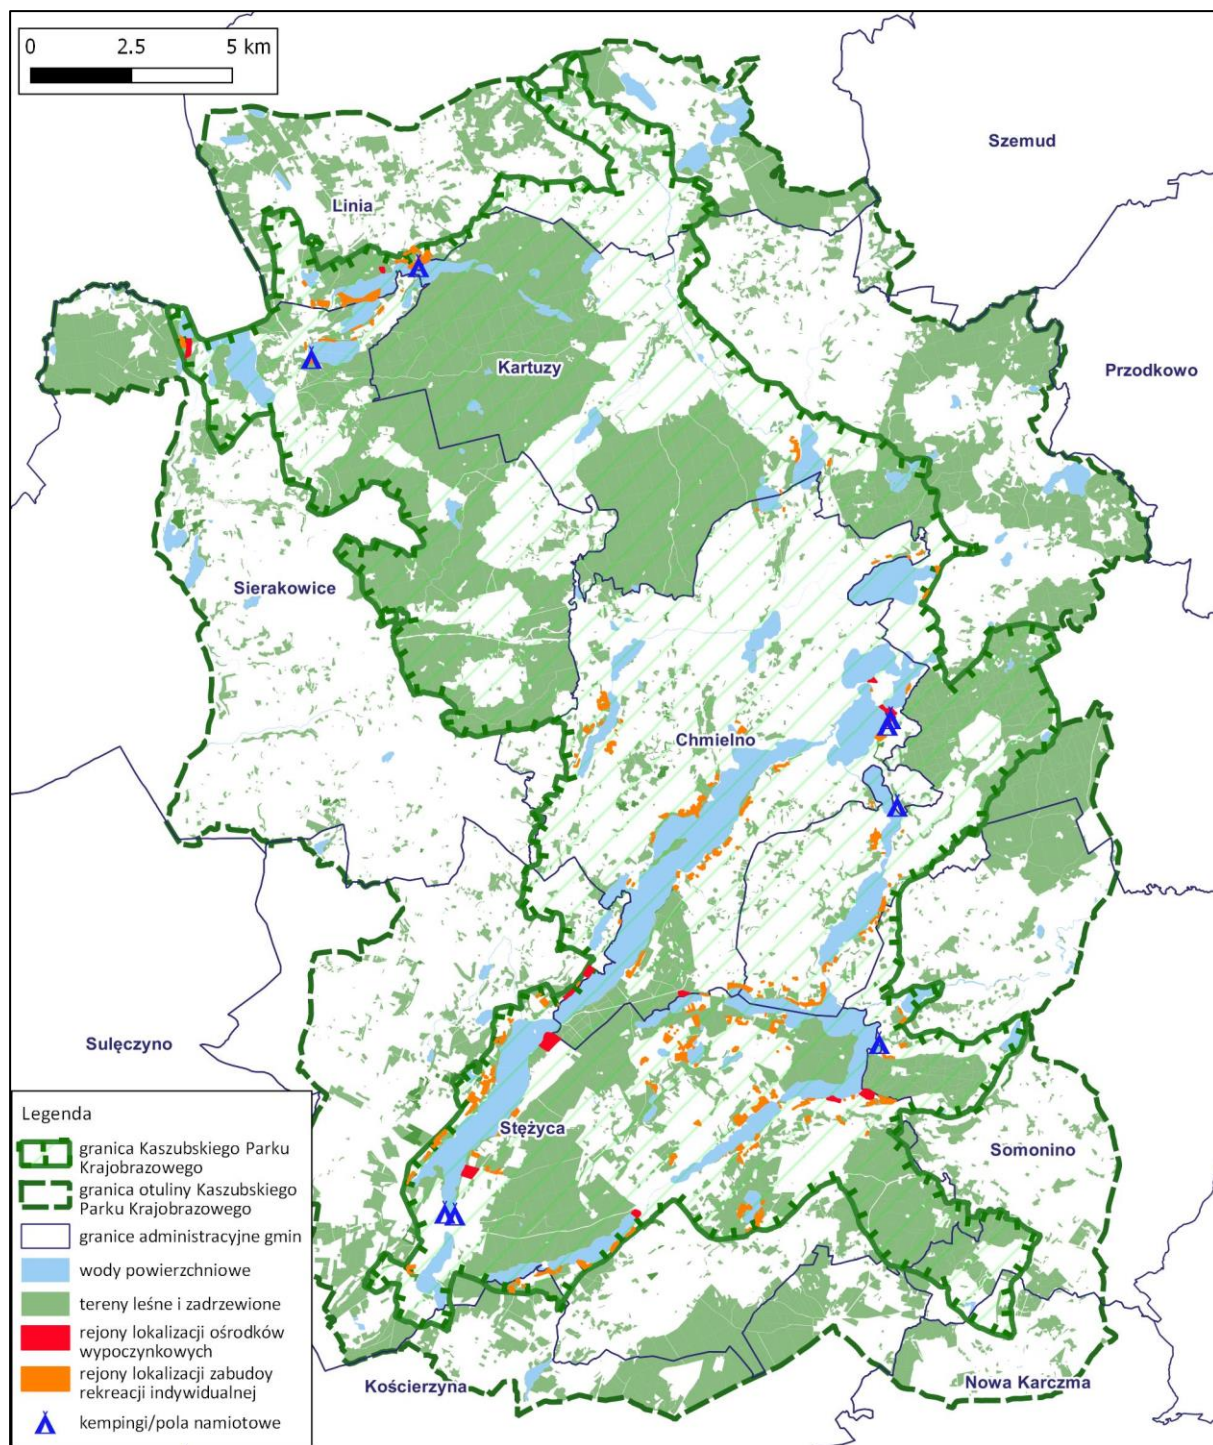 0 2.5 5 km
Szemud
Linia
Kartuzy
Przodkowo
Sierakowice
Chmielno
Sulęczyno
Stężyca
Somonino
Kościerzyna
Nowa Karczma
Legenda
granica Kaszubskiego Parku
Krajobrazowego
granica otuliny Kaszubskiego
Parku Krajobrazowego
granice administracyjne gmin
wody powierzchniowe
tereny leśne i zadrzewione
rejony lokalizacji ośrodków
wypoczynkowych
rejony lokalizacji zabudoy
rekreacji indywidualnej
kempingi/pola namiotowe